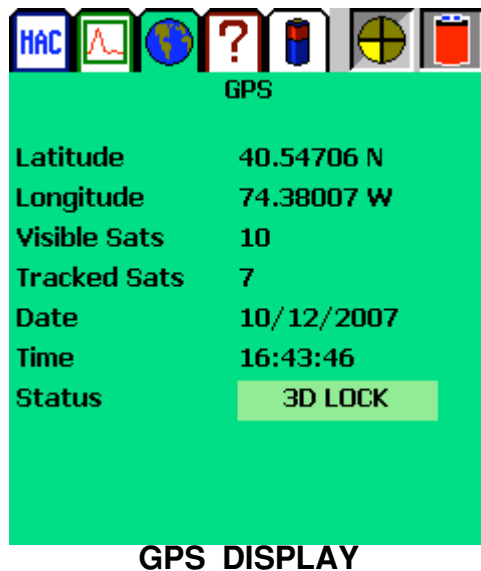 HAC ?
GPS
Latitude 40.54706 N
Longitude 74.38007 W
Visible Sats 10
Tracked Sats 7
Date 10/12/2007
Time 16:43:46
Status 3D LOCK
GPS DISPLAY